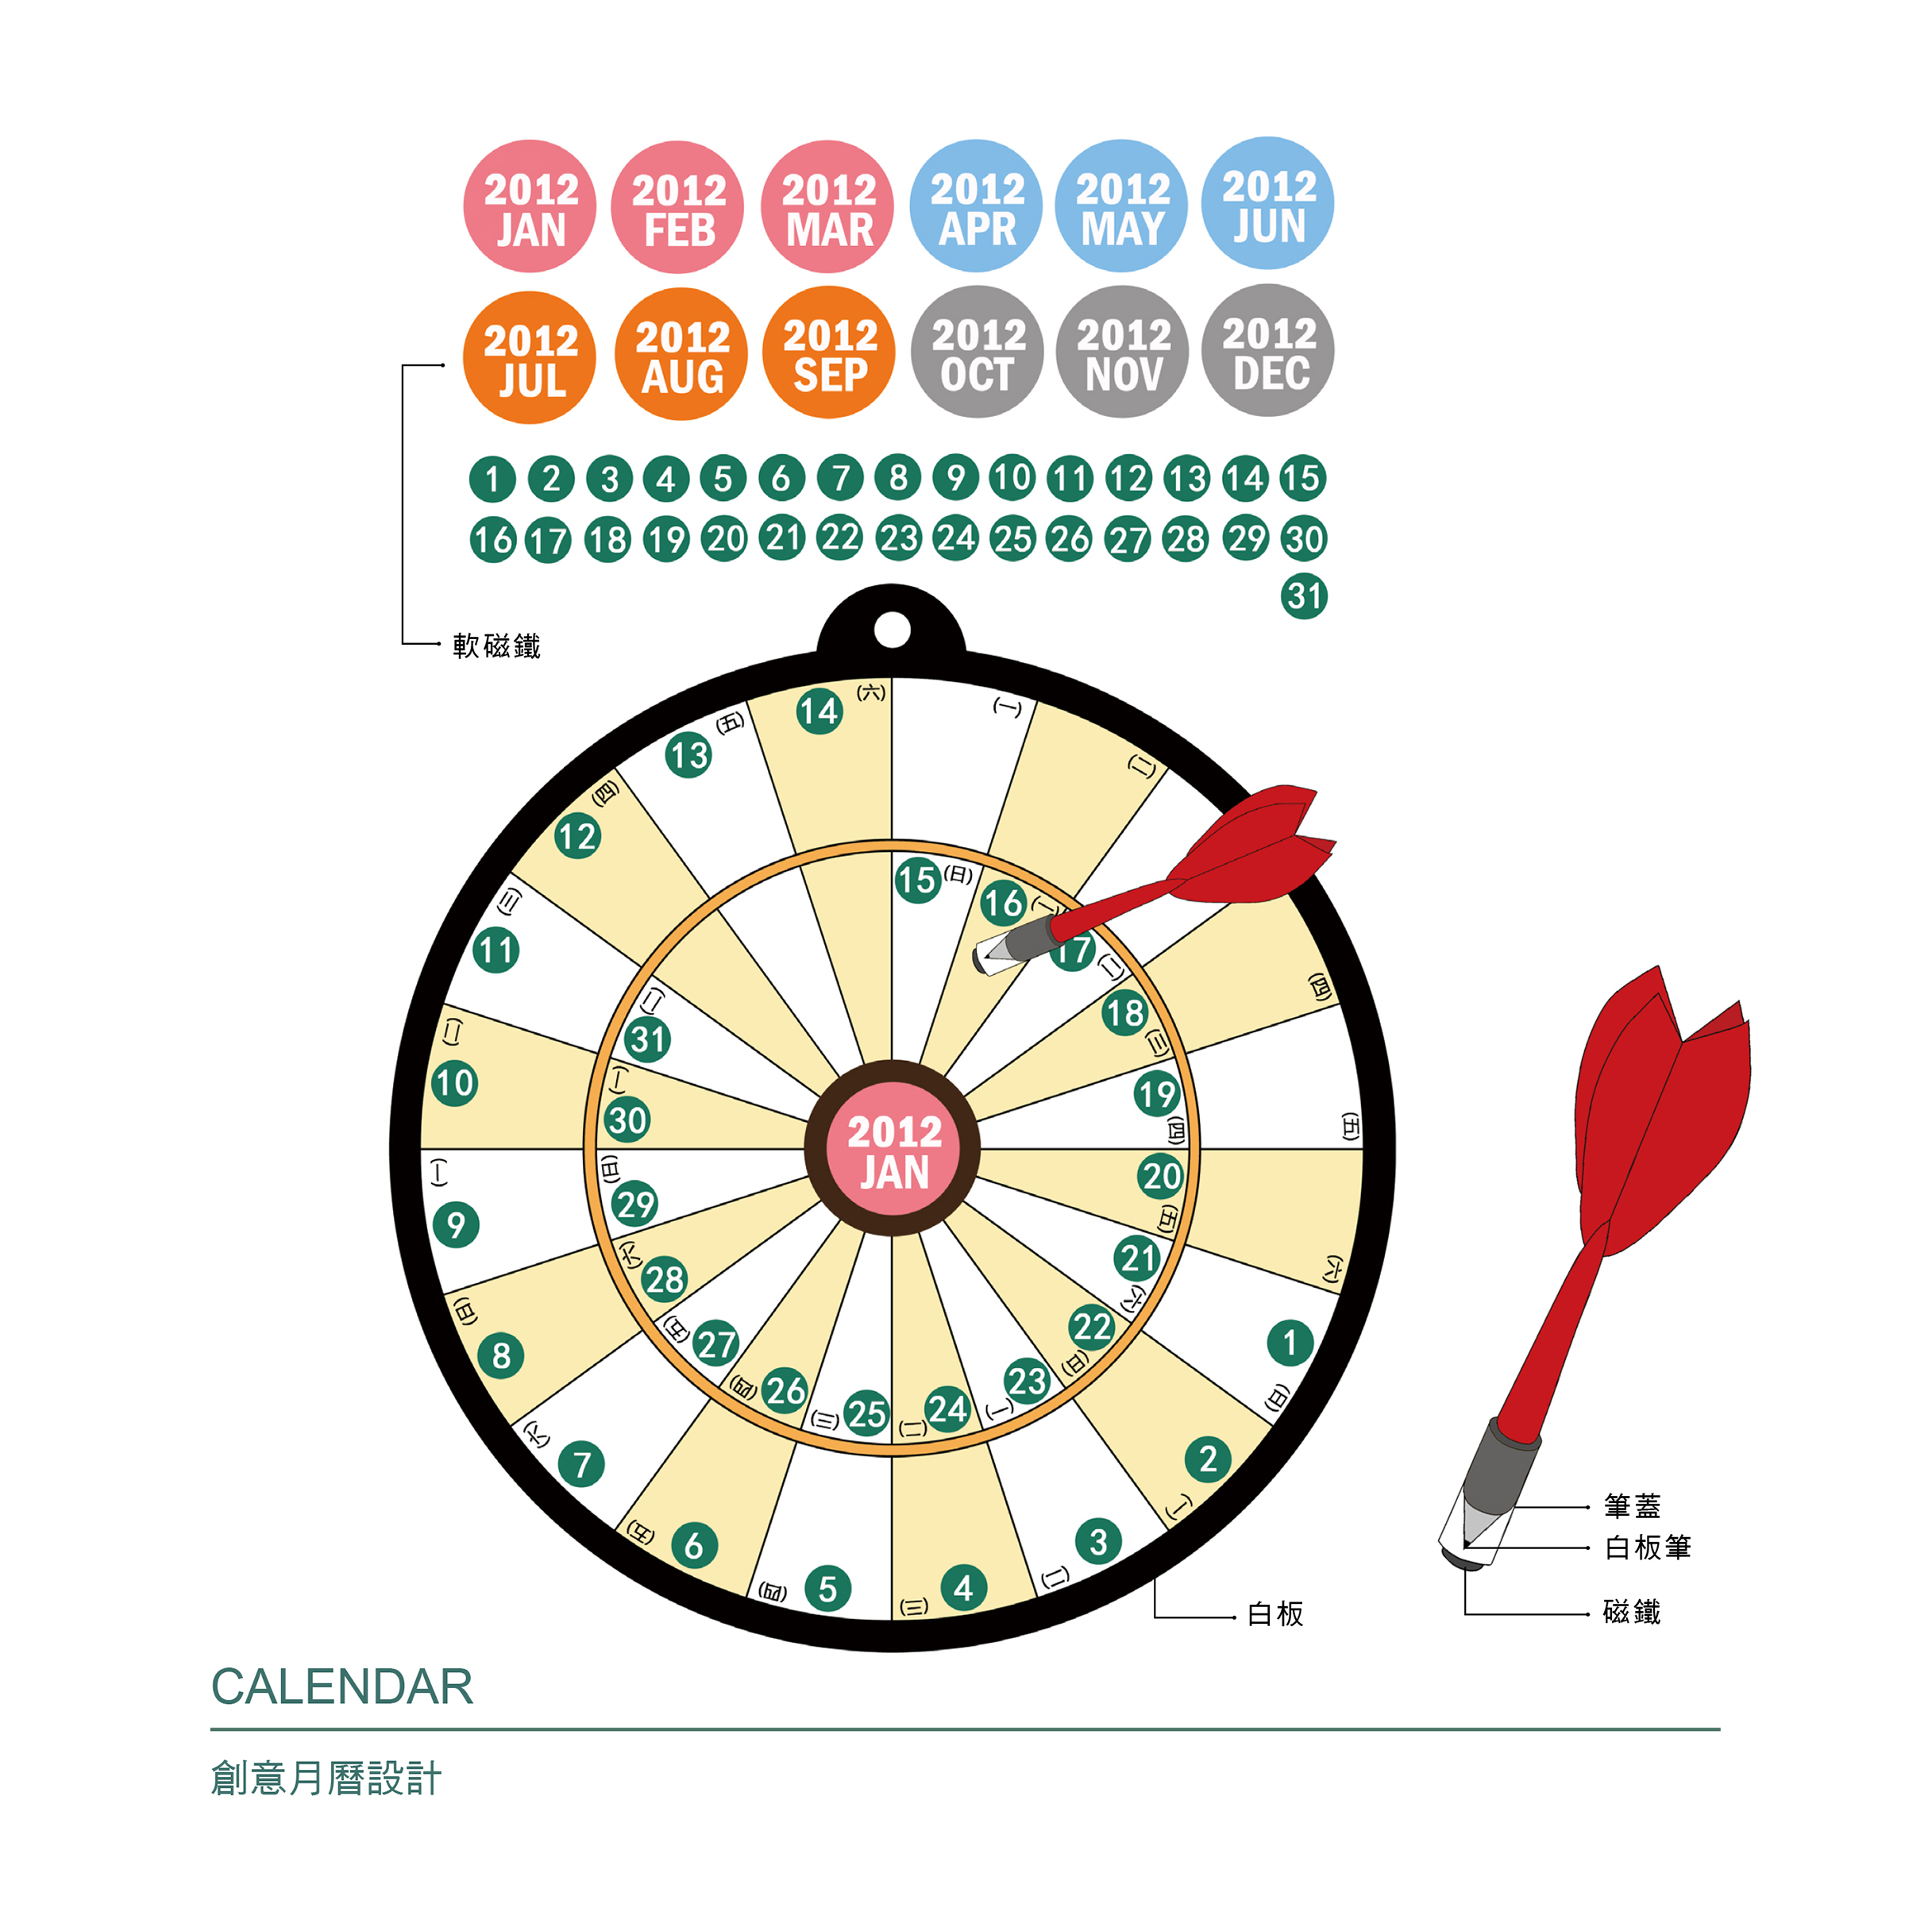 2012 JAN
2012 FEB
2012 MAR
2012 APR
2012 MAY
2012 JUN
2012 JUL
2012 AUG
2012 SEP
2012 OCT
2012 NOV
2012 DEC
1 2 3 4 5 6 7 8 9 10 11 12 13 14 15
16 17 18 19 20 21 22 23 24 25 26 27 28 29 30
31
軟磁鐵
(一)
(二)
(四)
(五)
(六)
1 (日)
2 (一)
3 (二)
4 (三)
5 (四)
6 (五)
7 (六)
8 (日)
9 (一)
10 (二)
11 (三)
12 (四)
13 (五)
14 (六)
15 (日)
16 (一)
17 (二)
18 (三)
19 (四)
20 (五)
21 (六)
22 (日)
23 (一)
24 (二)
25 (三)
26 (四)
27 (五)
28 (六)
29 (日)
30 (一)
31 (二)
2012
JAN
筆蓋
白板筆
磁鐵
白板
CALENDAR
創意月曆設計